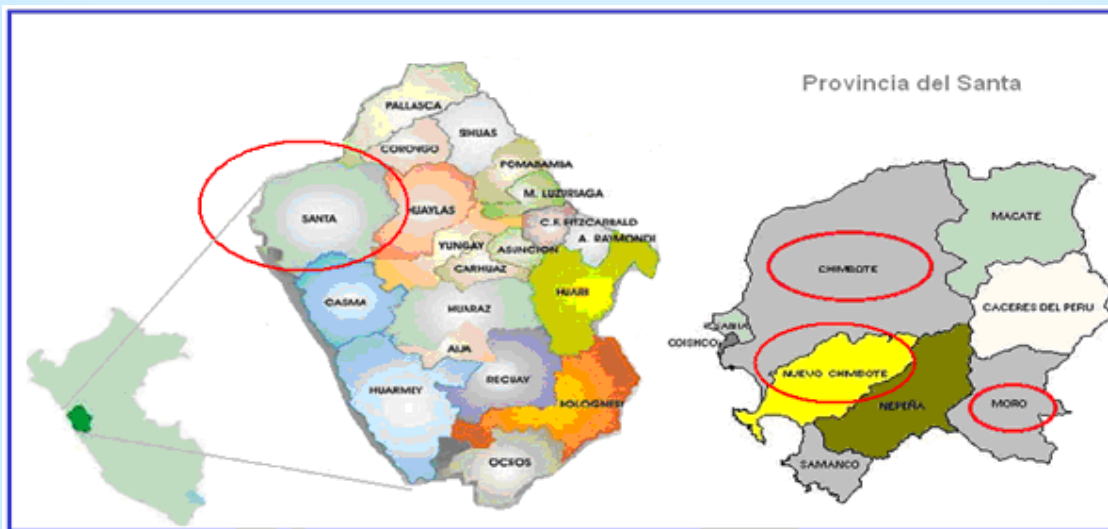 Provincia del Santa
PALLASCA
SIHUAS
CORONGO
POMABAMBA
M. LUZURIAGA
HUAYLAS
SANTA
C.F. FITZCARRALD
A. RAYMONDI
YUNGAY
ASUNCION
CARHUAZ
HUARI
CASMA
HUARAZ
AIJA
RECUAY
HUARMEY
BOLOGNESI
OCROS
MACATE
CHIMBOTE
CACERES DEL PERU
COISHCO
NUEVO CHIMBOTE
NEPEÑA
MORO
SAMANCO